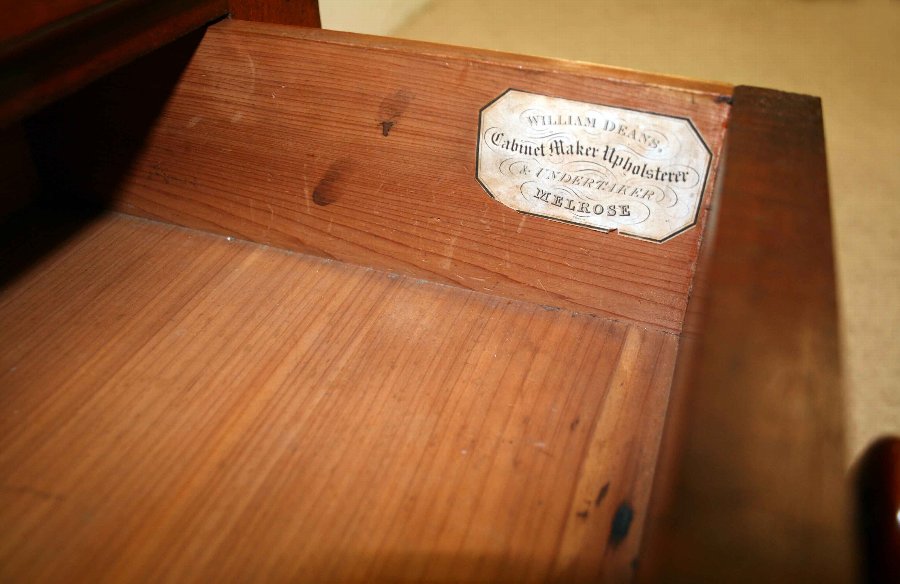 WILLIAM DEANS,
Cabinet Maker Upholsterer
& UNDERTAKER
MELROSE